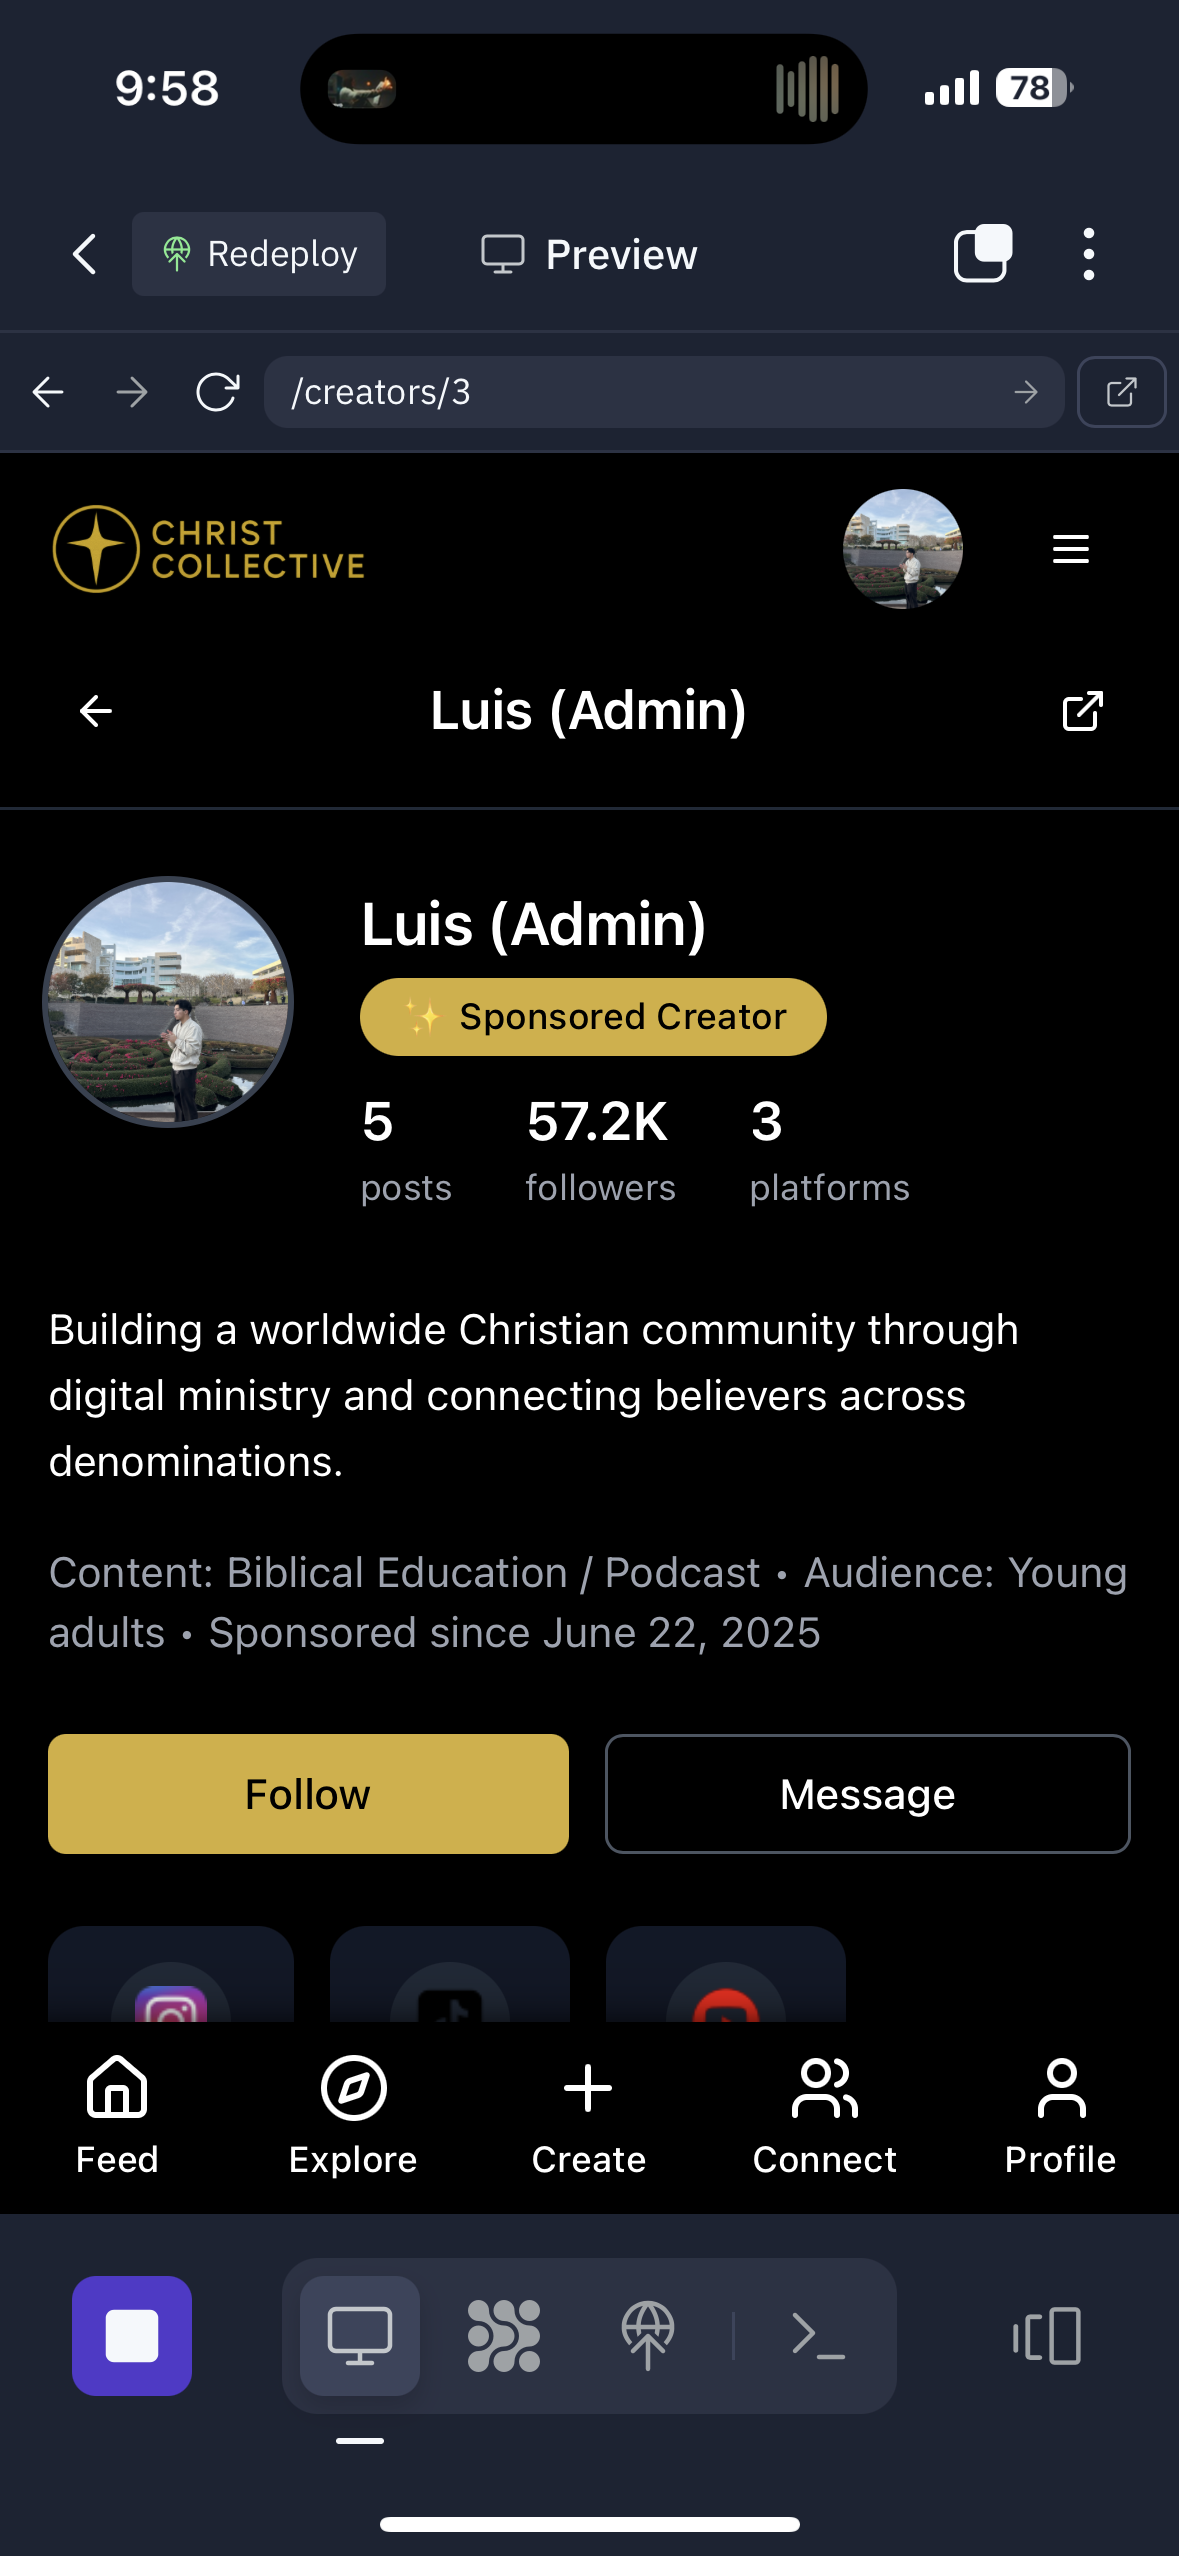 9:58
78
Redeploy
Preview
/creators/3
CHRIST
COLLECTIVE
Luis (Admin)
Luis (Admin)
✨ Sponsored Creator
5 57.2K 3
posts followers platforms
Building a worldwide Christian community through
digital ministry and connecting believers across
denominations.
Content: Biblical Education / Podcast • Audience: Young
adults • Sponsored since June 22, 2025
Follow Message
Feed Explore Create Connect Profile